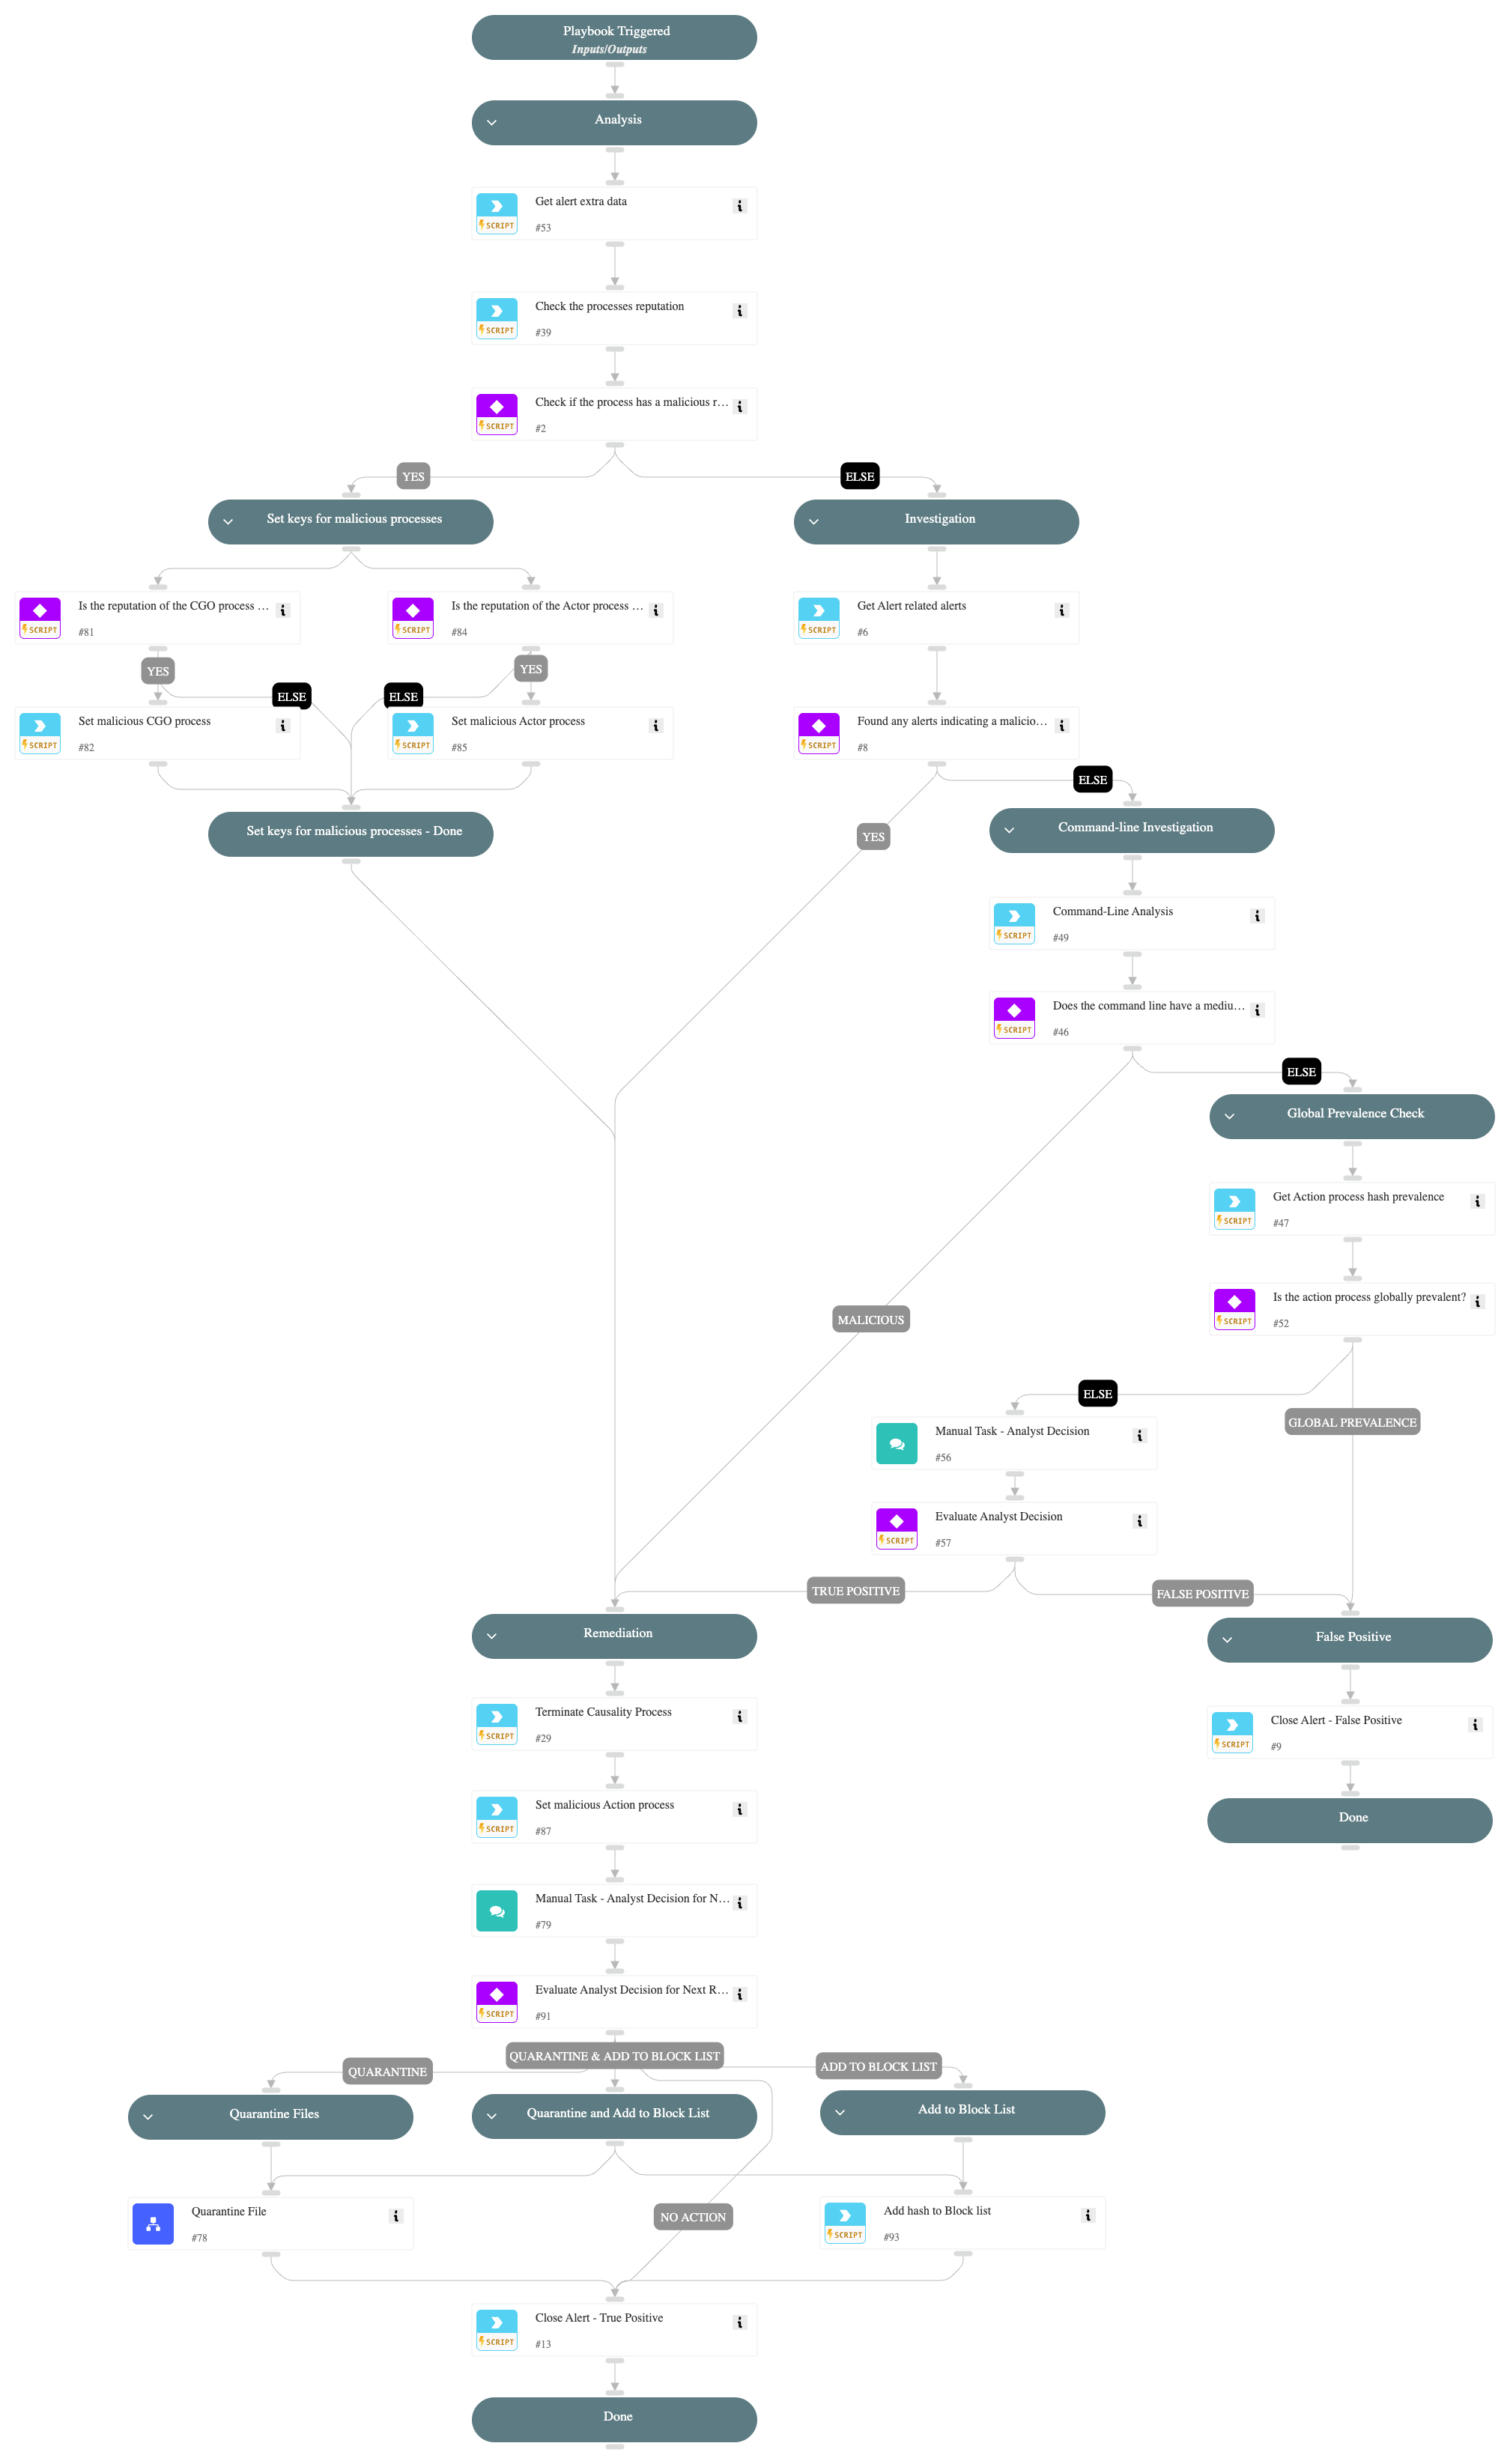 Playbook Triggered
Inputs/Outputs
Analysis
Get alert extra data
SCRIPT
#53
Check the processes reputation
SCRIPT
#39
Check if the process has a malicious r…
SCRIPT
#2
YES
ELSE
Set keys for malicious processes
Investigation
Is the reputation of the CGO process …
SCRIPT
#81
Is the reputation of the Actor process …
SCRIPT
#84
Get Alert related alerts
SCRIPT
#6
YES
YES
ELSE
ELSE
Set malicious CGO process
SCRIPT
#82
Set malicious Actor process
SCRIPT
#85
Found any alerts indicating a malicio…
SCRIPT
#8
ELSE
Set keys for malicious processes - Done
YES
Command-line Investigation
Command-Line Analysis
SCRIPT
#49
Does the command line have a mediu…
SCRIPT
#46
ELSE
Global Prevalence Check
Get Action process hash prevalence
SCRIPT
#47
Is the action process globally prevalent?
SCRIPT
#52
MALICIOUS
ELSE
GLOBAL PREVALENCE
Manual Task - Analyst Decision
#56
Evaluate Analyst Decision
SCRIPT
#57
TRUE POSITIVE
FALSE POSITIVE
Remediation
False Positive
Terminate Causality Process
SCRIPT
#29
Close Alert - False Positive
SCRIPT
#9
Set malicious Action process
SCRIPT
#87
Done
Manual Task - Analyst Decision for N…
#79
Evaluate Analyst Decision for Next R…
SCRIPT
#91
QUARANTINE
QUARANTINE & ADD TO BLOCK LIST
ADD TO BLOCK LIST
Quarantine Files
Quarantine and Add to Block List
Add to Block List
Quarantine File
#78
NO ACTION
Add hash to Block list
SCRIPT
#93
Close Alert - True Positive
SCRIPT
#13
Done